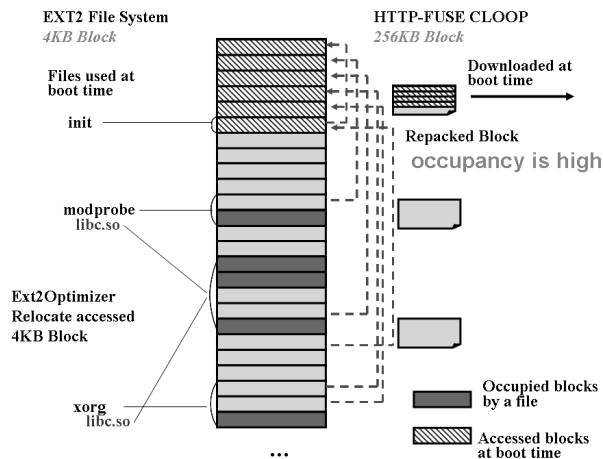 EXT2 File System
4KB Block
HTTP-FUSE CLOOP
256KB Block
Files used at
boot time
init
Downloaded at
boot time
Repacked Block
occupancy is high
modprobe
libc.so
Ext2Optimizer
Relocate accessed
4KB Block
xorg
libc.so
Occupied blocks
by a file
Accessed blocks
at boot time
...